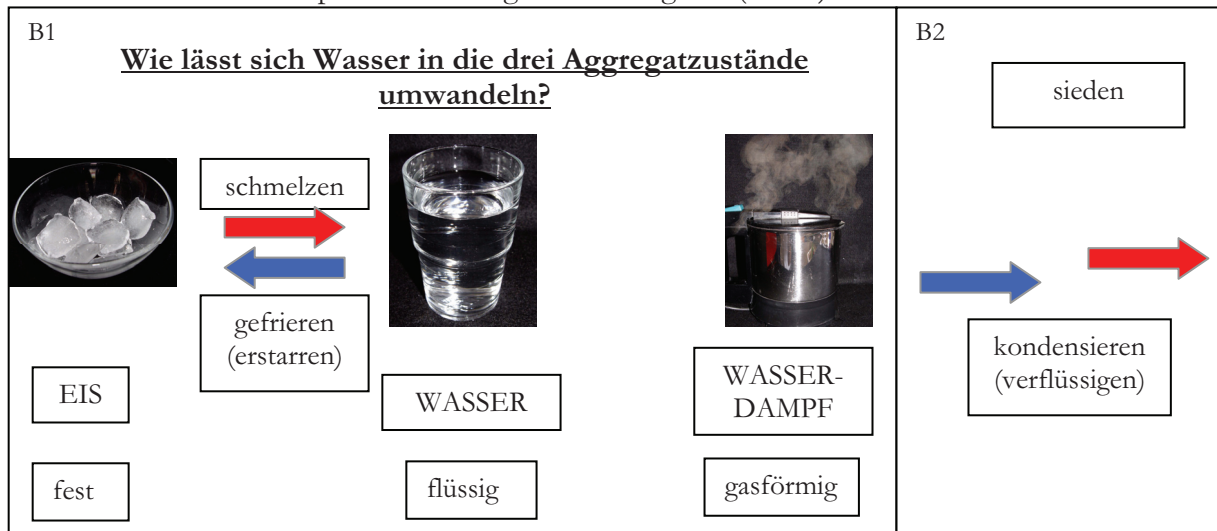 B1
Wie lässt sich Wasser in die drei Aggregatzustände
umwandeln?
schmelzen
gefrieren
(erstarren)
EIS
WASSER
WASSER-
DAMPF
fest
flüssig
gasförmig
B2
sieden
kondensieren
(verflüssigen)